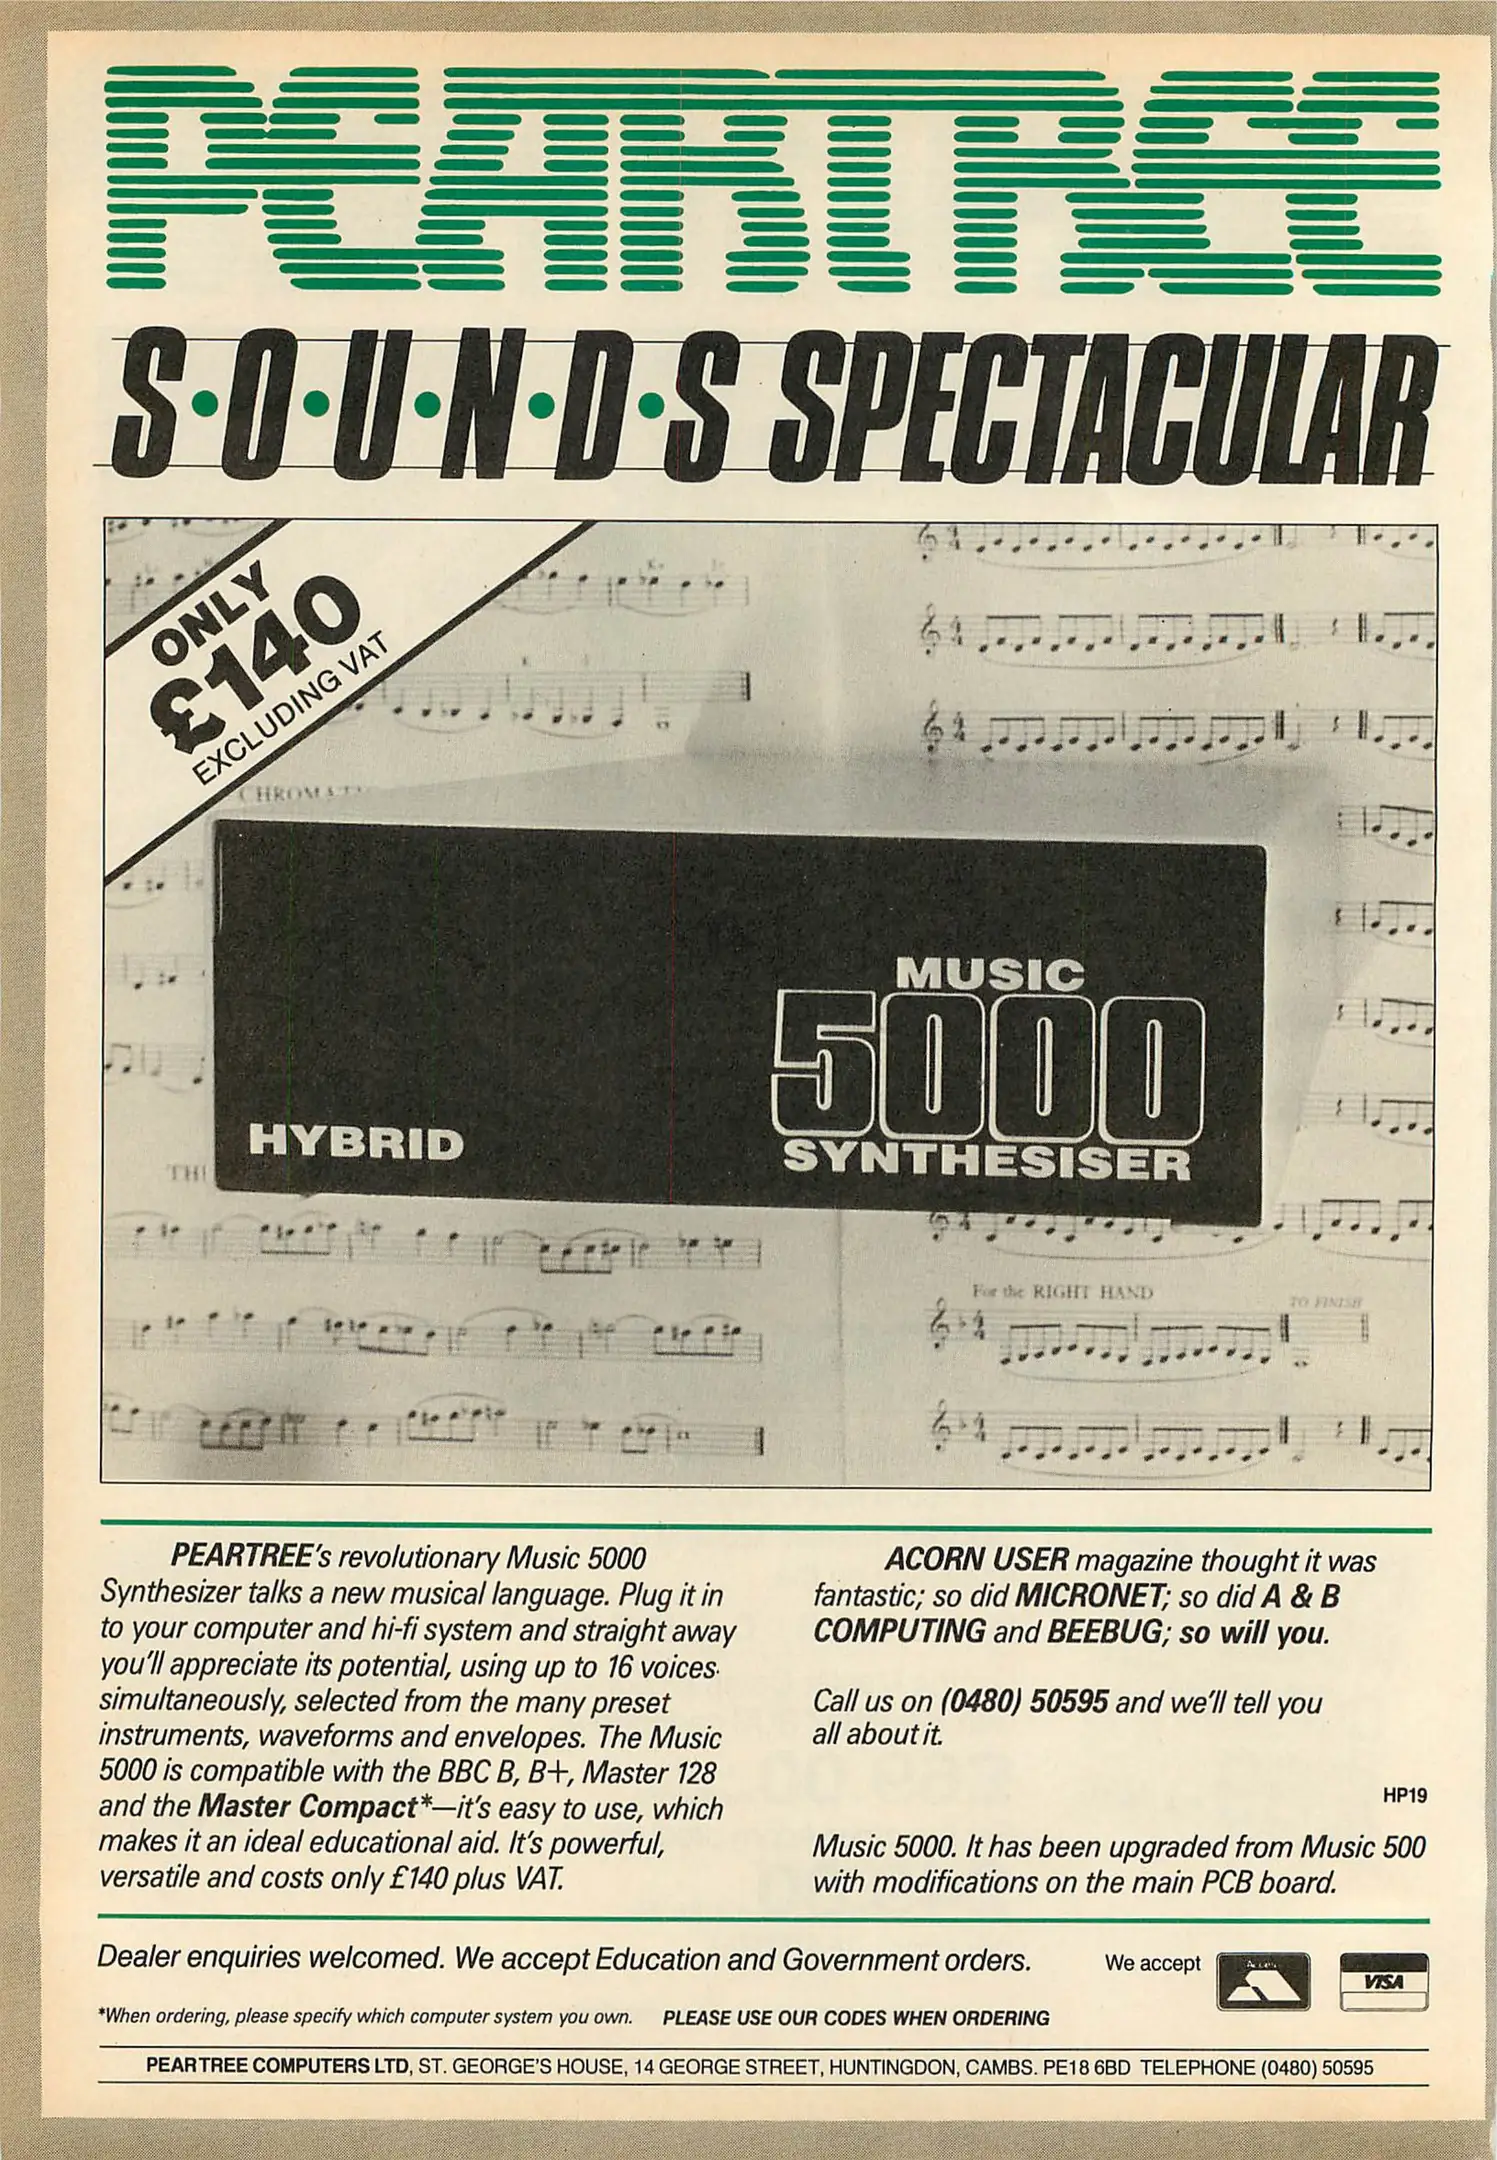 PEARTREE
S·O·U·N·D·S SPECTACULAR
ONLY
£140
EXCLUDING VAT
MUSIC
5000
SYNTHESISER
HYBRID
For the RIGHT HAND
TO FINISH
PEARTREE's revolutionary Music 5000
Synthesizer talks a new musical language. Plug it in
to your computer and hi-fi system and straight away
you'll appreciate its potential, using up to 16 voices
simultaneously, selected from the many preset
instruments, waveforms and envelopes. The Music
5000 is compatible with the BBC B, B+, Master 128
and the Master Compact*—it's easy to use, which
makes it an ideal educational aid. It's powerful,
versatile and costs only £140 plus VAT.
ACORN USER magazine thought it was
fantastic; so did MICRONET; so did A & B
COMPUTING and BEEBUG; so will you.
Call us on (0480) 50595 and we'll tell you
all about it.
HP19
Music 5000. It has been upgraded from Music 500
with modifications on the main PCB board.
Dealer enquiries welcomed. We accept Education and Government orders.
We accept
Access
VISA
*When ordering, please specify which computer system you own. PLEASE USE OUR CODES WHEN ORDERING
PEARTREE COMPUTERS LTD, ST. GEORGE'S HOUSE, 14 GEORGE STREET, HUNTINGDON, CAMBS. PE18 6BD TELEPHONE (0480) 50595